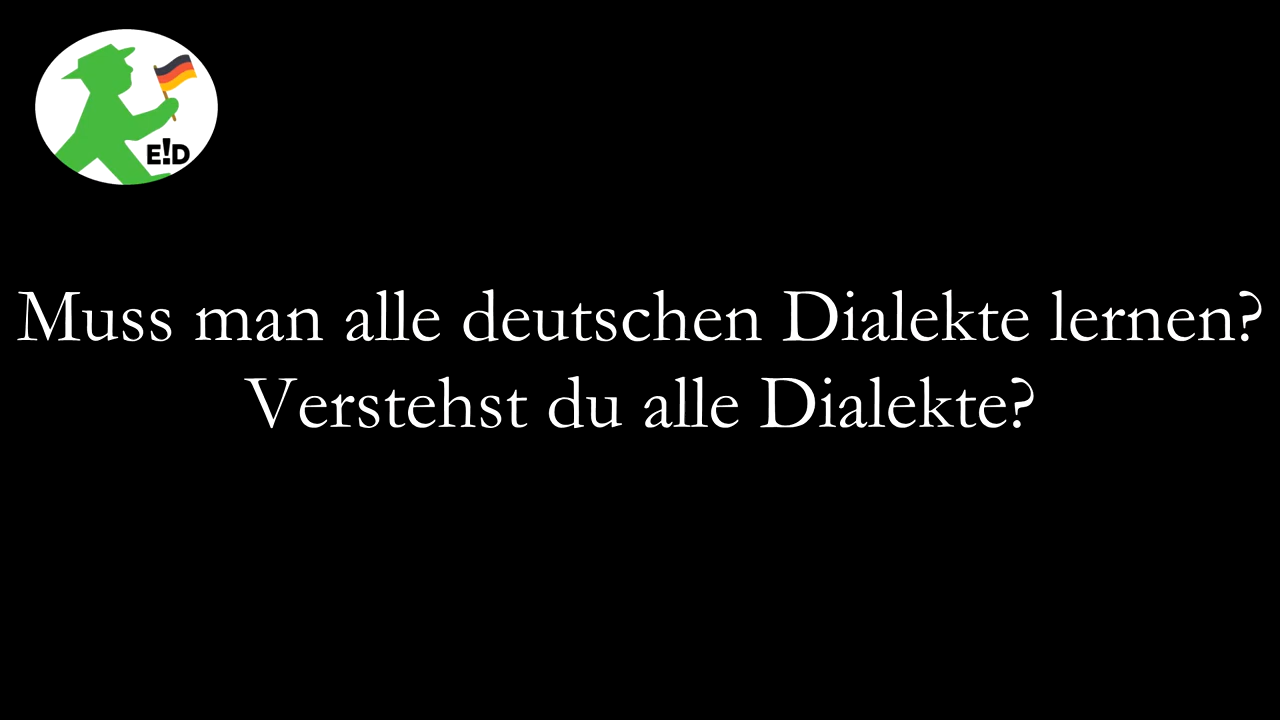 E!D
Muss man alle deutschen Dialekte lernen?
Verstehst du alle Dialekte?